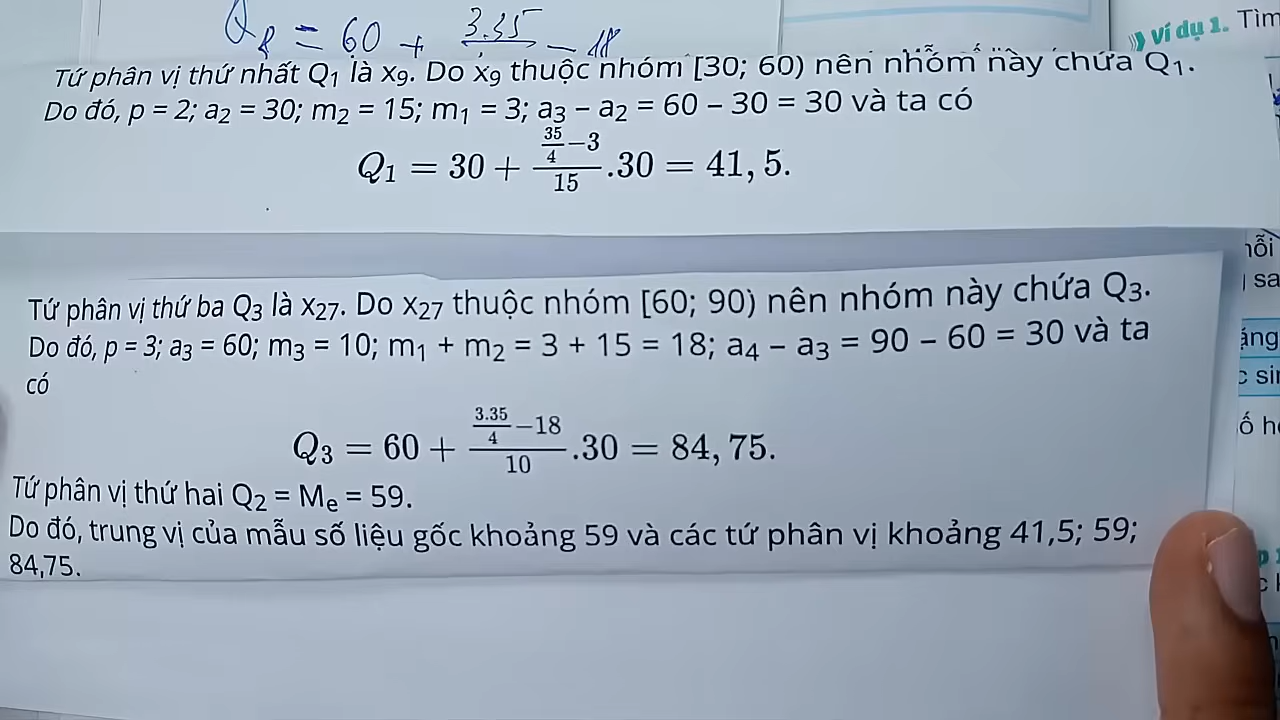 Q₈ = 60 + 3.35 − 18
Ví dụ 1. Tìm
Tứ phân vị thứ nhất Q₁ là x₉. Do x₉ thuộc nhóm [30; 60) nên nhóm này chứa Q₁.
Do đó, p = 2; a₂ = 30; m₂ = 15; m₁ = 3; a₃ – a₂ = 60 – 30 = 30 và ta có
Q₁ = 30 + (35/4 − 3)/15 .30 = 41, 5.
Tứ phân vị thứ ba Q₃ là x₂₇. Do x₂₇ thuộc nhóm [60; 90) nên nhóm này chứa Q₃.
Do đó, p = 3; a₃ = 60; m₃ = 10; m₁ + m₂ = 3 + 15 = 18; a₄ – a₃ = 90 – 60 = 30 và ta
có
Q₃ = 60 + (3.35/4 − 18)/10 .30 = 84, 75.
Tứ phân vị thứ hai Q₂ = Mₑ = 59.
Do đó, trung vị của mẫu số liệu gốc khoảng 59 và các tứ phân vị khoảng 41,5; 59;
84,75.